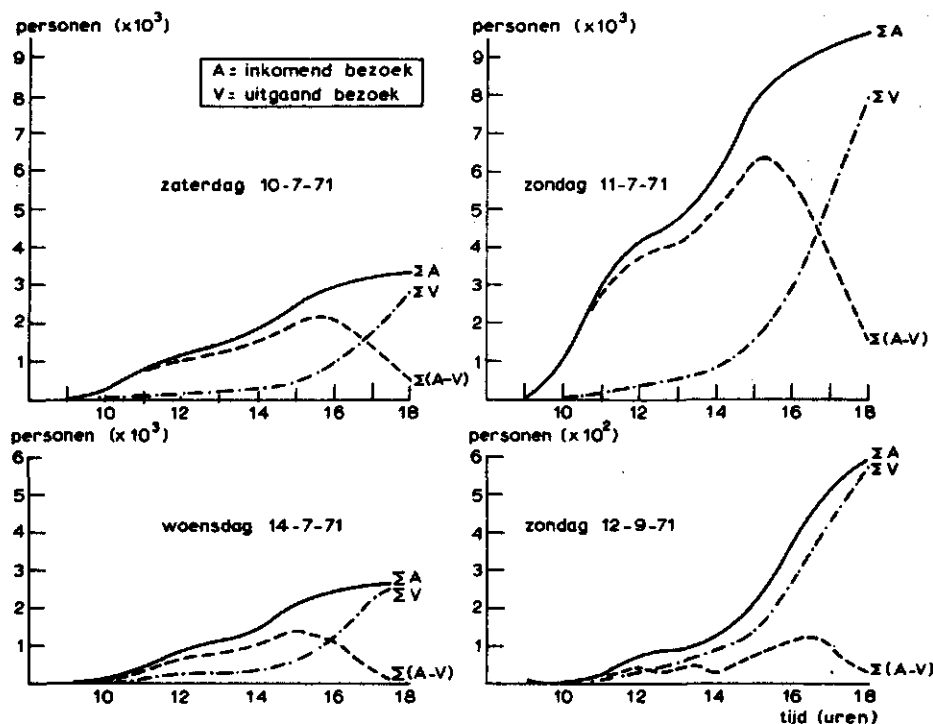 personen (x10³)
9
8
7
6
5
4
3
2
1
A = inkomend bezoek
V = uitgaand bezoek
zaterdag 10-7-71
ΣA
ΣV
Σ(A-V)
10 12 14 16 18
personen (x10³)
9
8
7
6
5
4
3
2
1
zondag 11-7-71
ΣA
ΣV
Σ(A-V)
10 12 14 16 18
personen (x10³)
6
5
4
3
2
1
woensdag 14-7-71
ΣA
ΣV
Σ(A-V)
10 12 14 16 18
personen (x10²)
6
5
4
3
2
1
zondag 12-9-71
ΣA
ΣV
Σ(A-V)
10 12 14 16 18
tijd (uren)